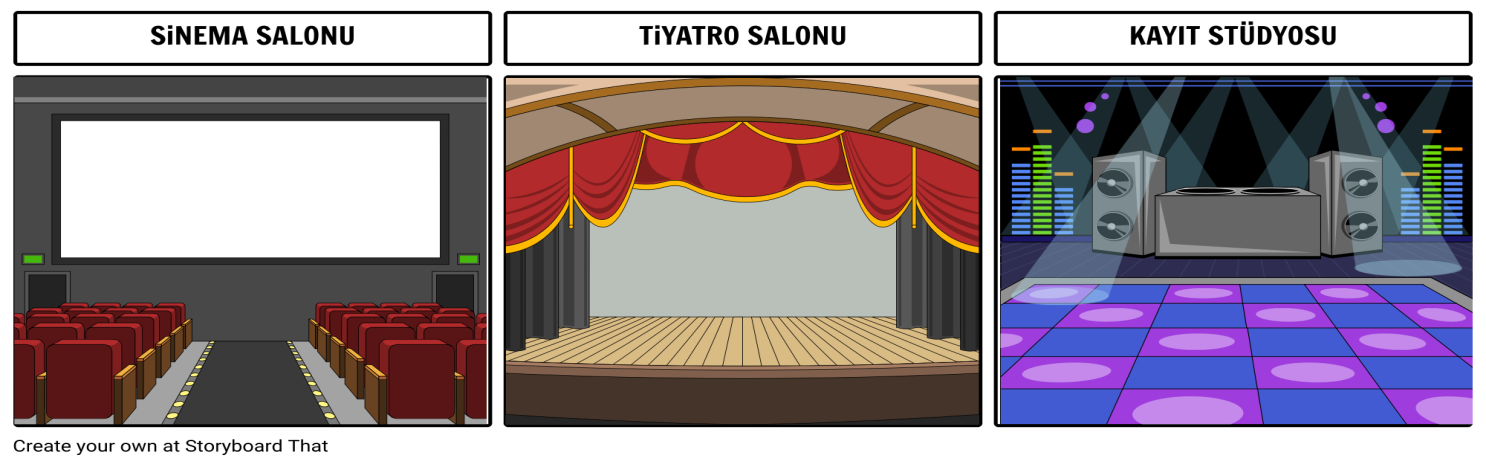 SiNEMA SALONU
TiYATRO SALONU
KAYIT STÜDYOSU
Create your own at Storyboard That